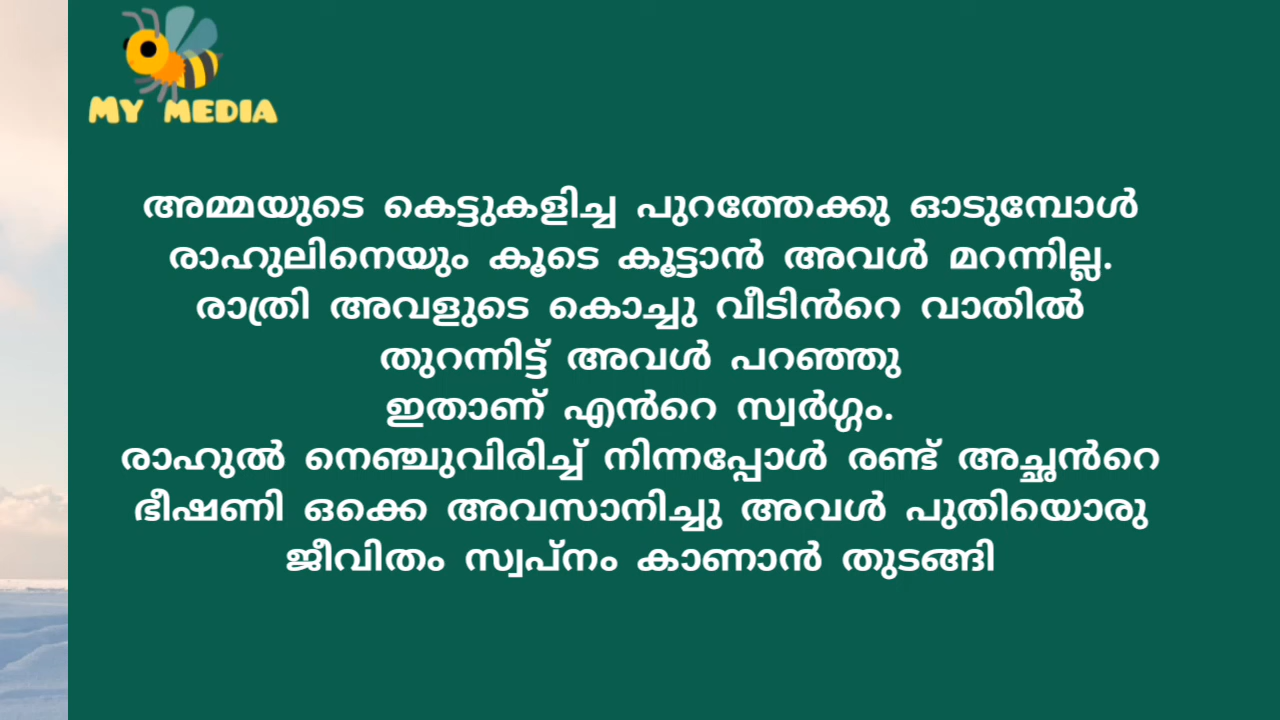 MY MEDIA
അമ്മയുടെ കെട്ടുകളിച്ച പുറത്തേക്കു ഓടുമ്പോൾ
രാഹുലിനെയും കൂടെ കൂട്ടാൻ അവൾ മറന്നില്ല.
രാത്രി അവളുടെ കൊച്ചു വീടിൻറെ വാതിൽ
തുറന്നിട്ട് അവൾ പറഞ്ഞു
ഇതാണ് എൻറെ സ്വർഗ്ഗം.
രാഹുൽ നെഞ്ചുവിരിച്ച് നിന്നപ്പോൾ രണ്ട് അച്ഛൻറെ
ഭീഷണി ഒക്കെ അവസാനിച്ചു അവൾ പുതിയൊരു
ജീവിതം സ്വപ്നം കാണാൻ തുടങ്ങി